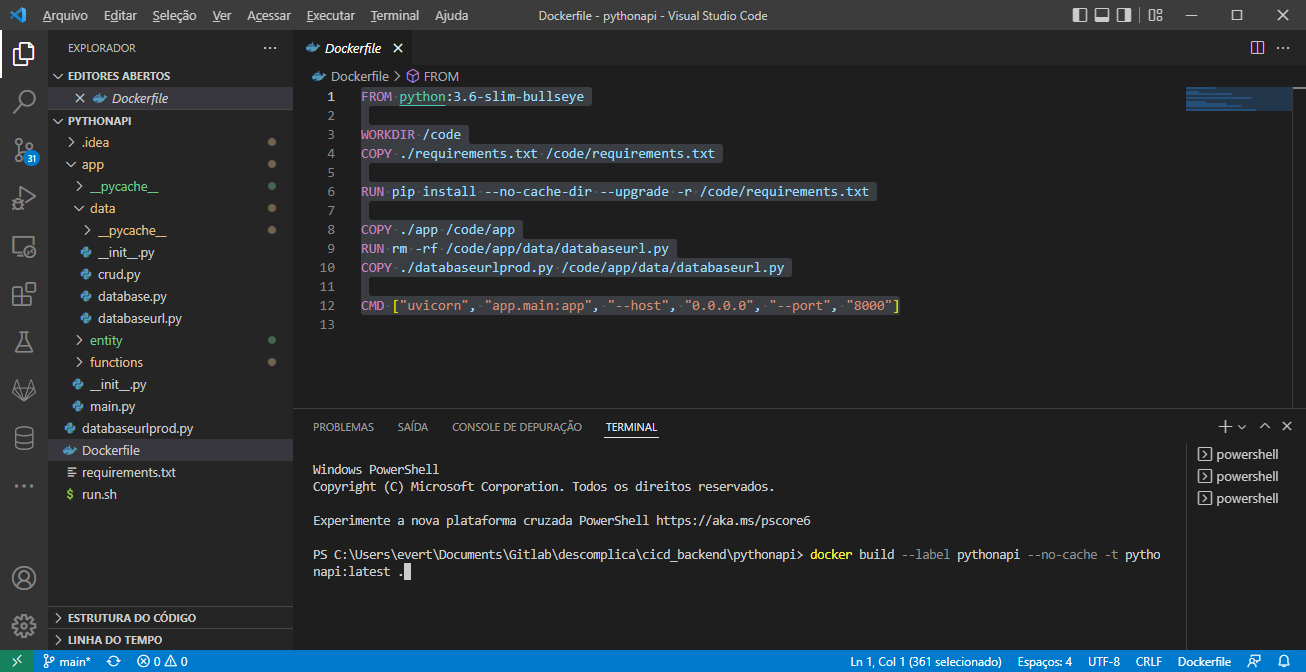 Arquivo Editar Seleção Ver Acessar Executar Terminal Ajuda Dockerfile - pythonapi - Visual Studio Code
EXPLORADOR
EDITORES ABERTOS
Dockerfile
PYTHONAPI
.idea
app
__pycache__
data
__pycache__
__init__.py
crud.py
database.py
databaseurl.py
entity
functions
__init__.py
main.py
databaseurlprod.py
Dockerfile
requirements.txt
$ run.sh
ESTRUTURA DO CÓDIGO
LINHA DO TEMPO
31
Dockerfile
Dockerfile > FROM
1 FROM python:3.6-slim-bullseye
2
3 WORKDIR /code
4 COPY ./requirements.txt /code/requirements.txt
5
6 RUN pip install --no-cache-dir --upgrade -r /code/requirements.txt
7
8 COPY ./app /code/app
9 RUN rm -rf /code/app/data/databaseurl.py
10 COPY ./databaseurlprod.py /code/app/data/databaseurl.py
11
12 CMD ["uvicorn", "app.main:app", "--host", "0.0.0.0", "--port", "8000"]
13
PROBLEMAS SAÍDA CONSOLE DE DEPURAÇÃO TERMINAL
Windows PowerShell
Copyright (C) Microsoft Corporation. Todos os direitos reservados.
Experimente a nova plataforma cruzada PowerShell https://aka.ms/pscore6
PS C:\Users\evert\Documents\Gitlab\descomplica\cicd_backend\pythonapi> docker build --label pythonapi --no-cache -t pytho
napi:latest .
powershell
powershell
powershell
main* 0 0 Ln 1, Col 1 (361 selecionado) Espaços: 4 UTF-8 CRLF Dockerfile